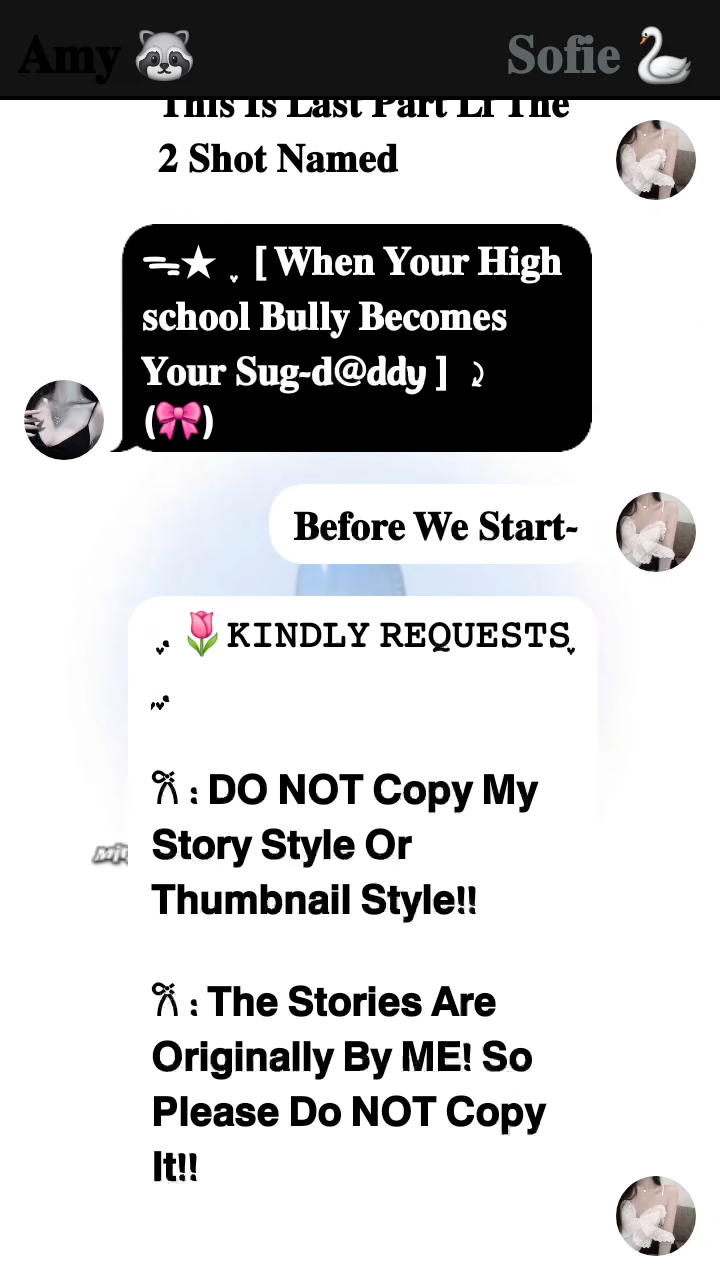 Amy 🦝 Sofie 🦢
This Is Last Part Of The
2 Shot Named
=͟͟͞★ ̣ [ When Your High
school Bully Becomes
Your Sug-d@ddy ] ⤸
(🎀)
Before We Start-
🌷KINDLY REQUESTS
𐙚 : DO NOT Copy My
Story Style Or
Thumbnail Style!!
𐙚 : The Stories Are
Originally By ME! So
Please Do NOT Copy
It!!